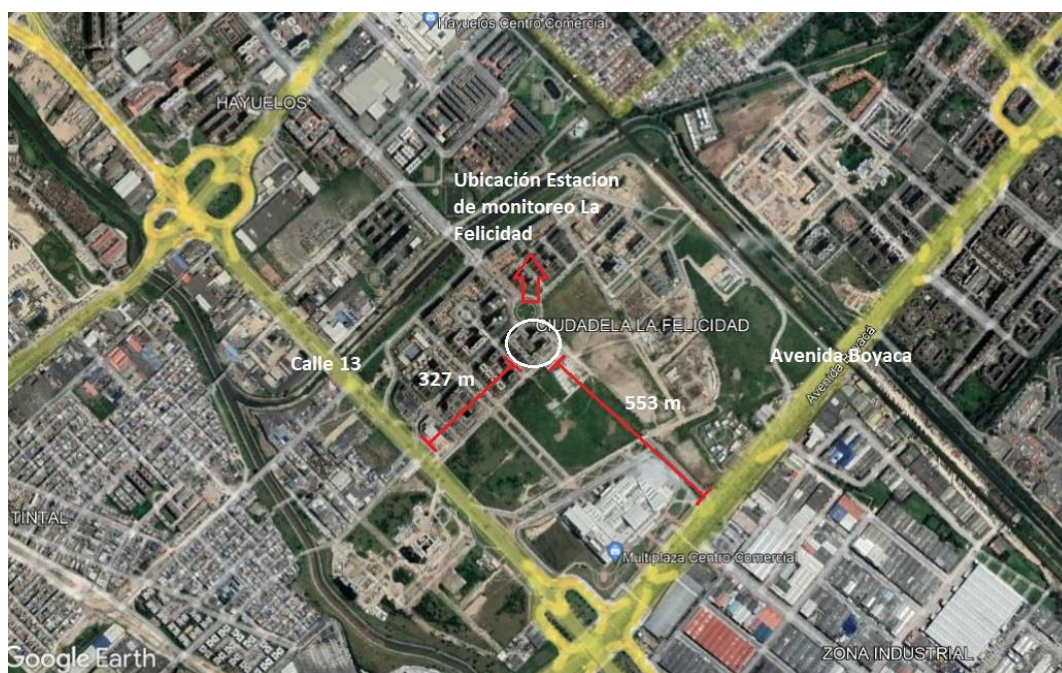 Hayuelos Centro Comercial
HAYUELOS
Ubicación Estacion
de monitoreo La
Felicidad
CIUDADELA LA FELICIDAD
Calle 13
327 m
Avenida Boyaca
Avenida Boyacá
553 m
TINTAL
Multiplaza Centro Comercial
Google Earth
ZONA INDUSTRIAL